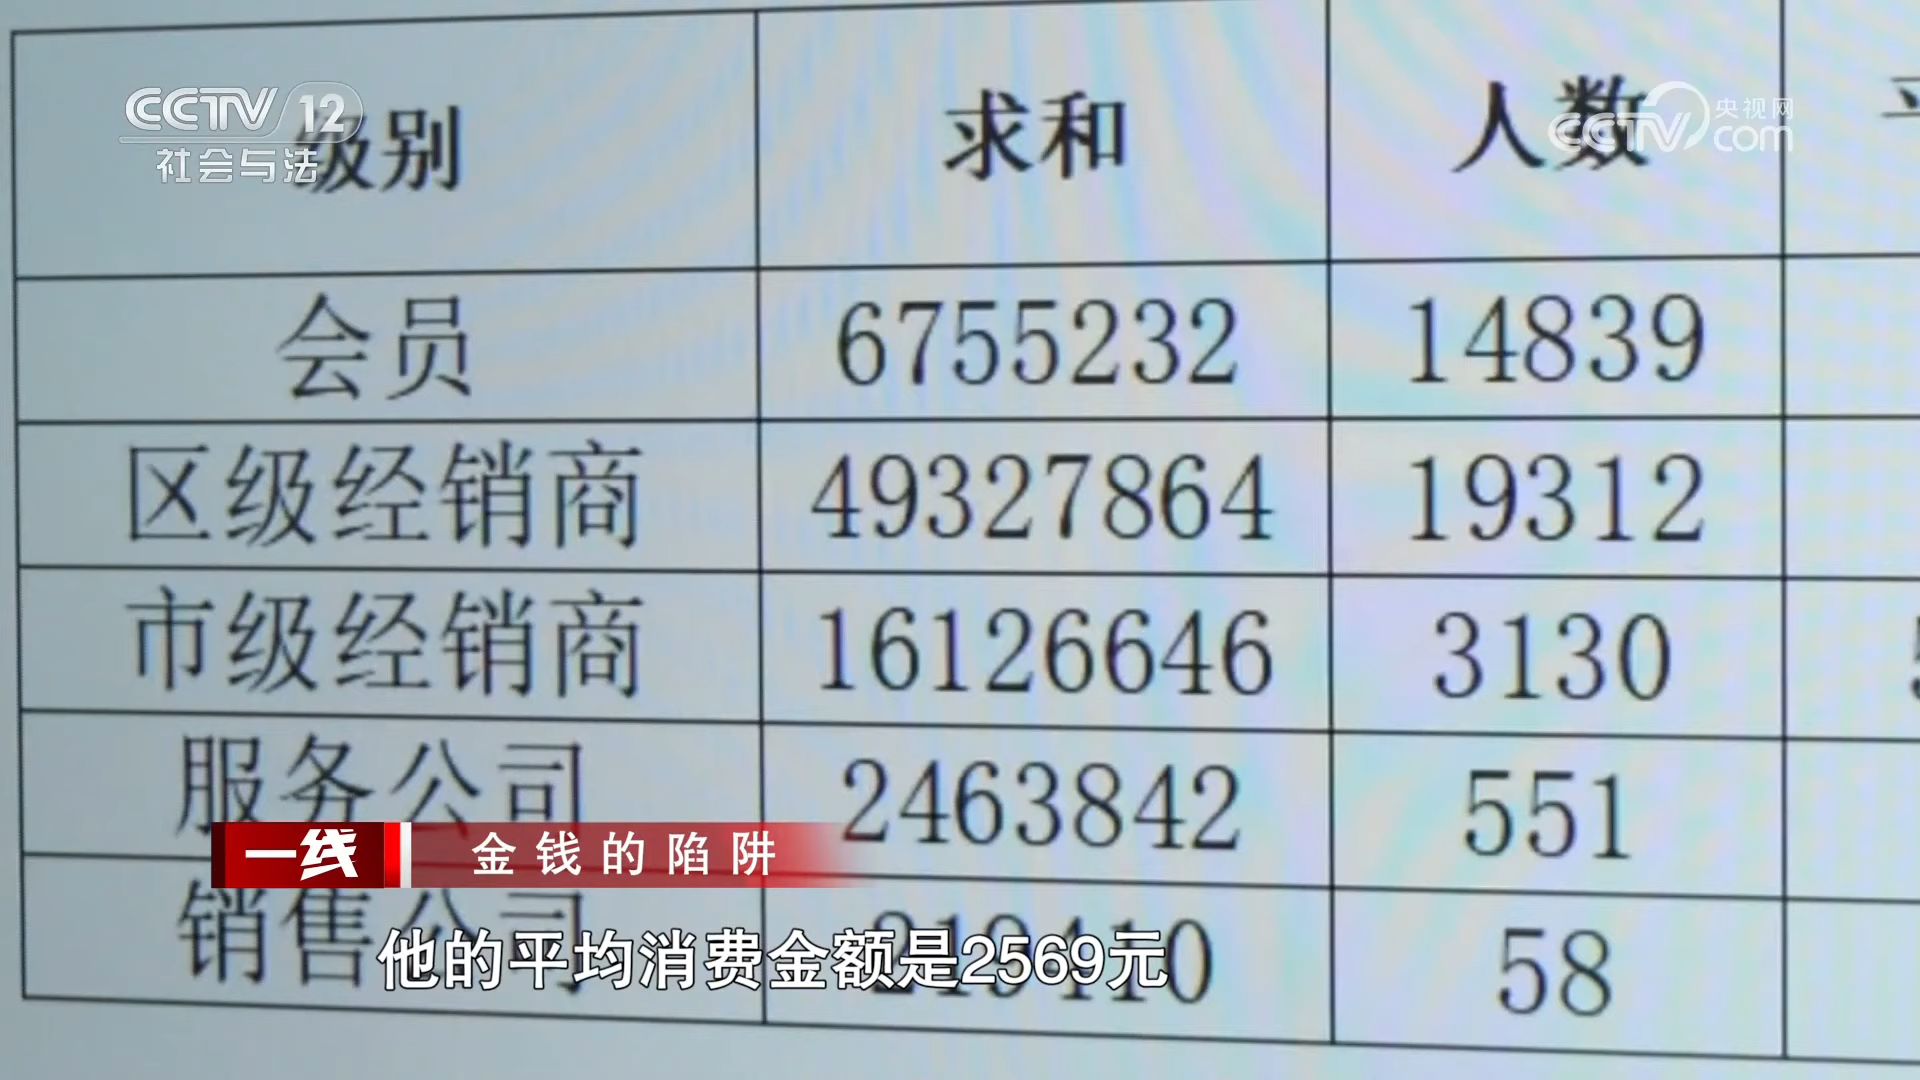 CCTV 12
社会与法
央视网
CCTV.com
级别 求和 人数
会员 6755232 14839
区级经销商 49327864 19312
市级经销商 16126646 3130
服务公司 2463842 551
销售公司 58
一线 金钱的陷阱
他的平均消费金额是2569元